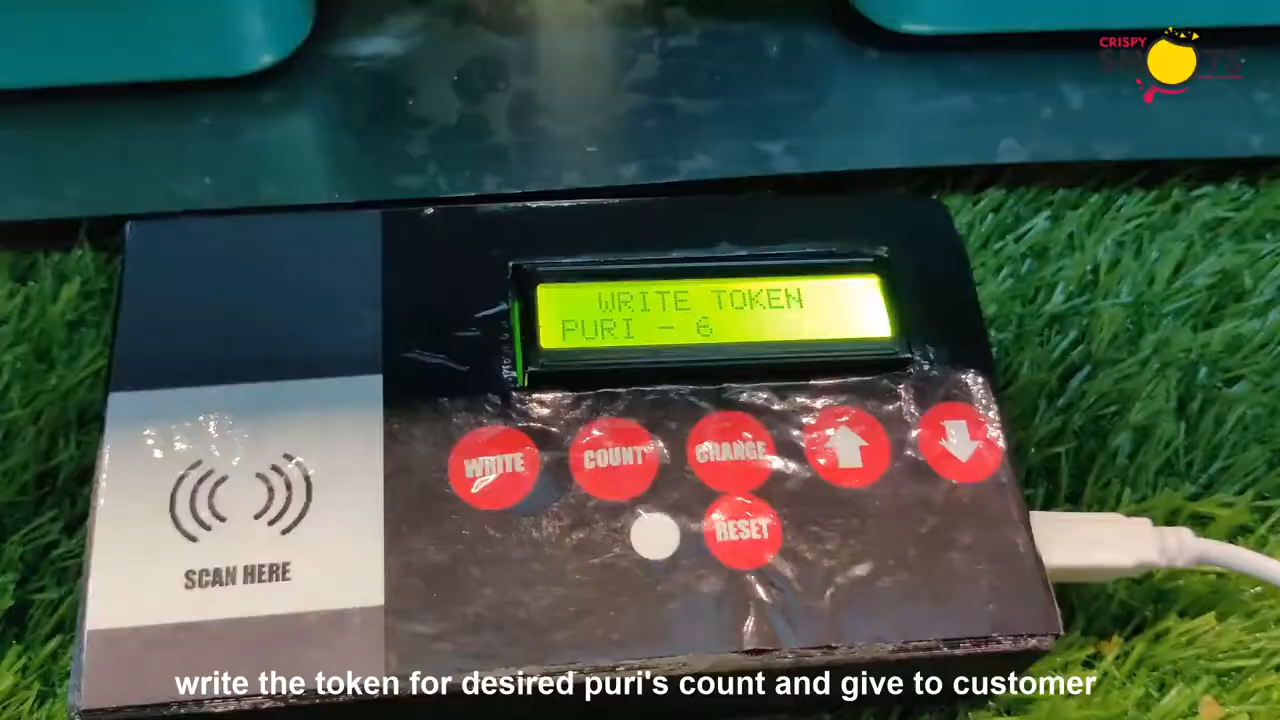 CRISPY
WRITE TOKEN
PURI - 6
WRITE
COUNT
CHANGE
RESET
SCAN HERE
write the token for desired puri's count and give to customer